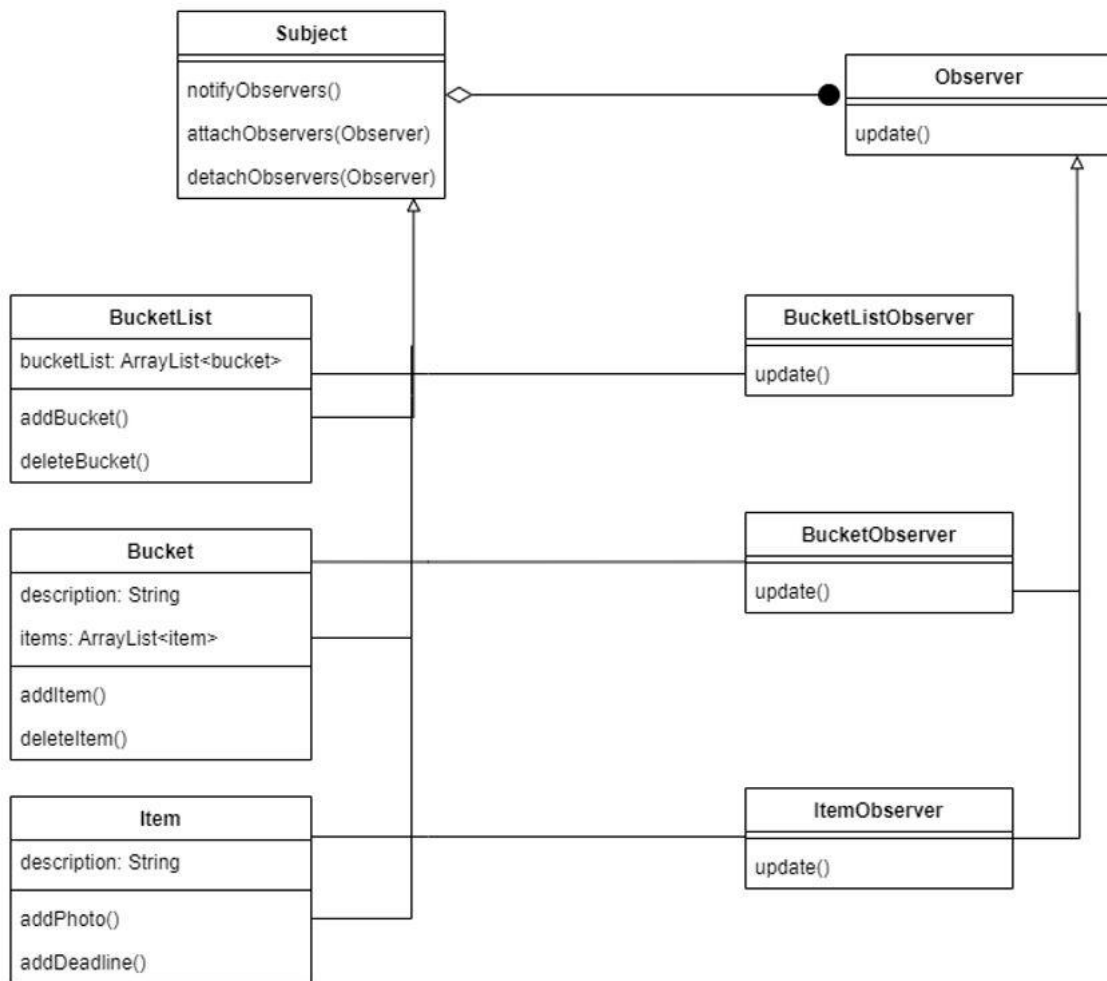 Subject
notifyObservers()
attachObservers(Observer)
detachObservers(Observer)
Observer
update()
BucketList
bucketList: ArrayList<bucket>
addBucket()
deleteBucket()
BucketListObserver
update()
Bucket
description: String
items: ArrayList<item>
addItem()
deleteItem()
BucketObserver
update()
Item
description: String
addPhoto()
addDeadline()
ItemObserver
update()